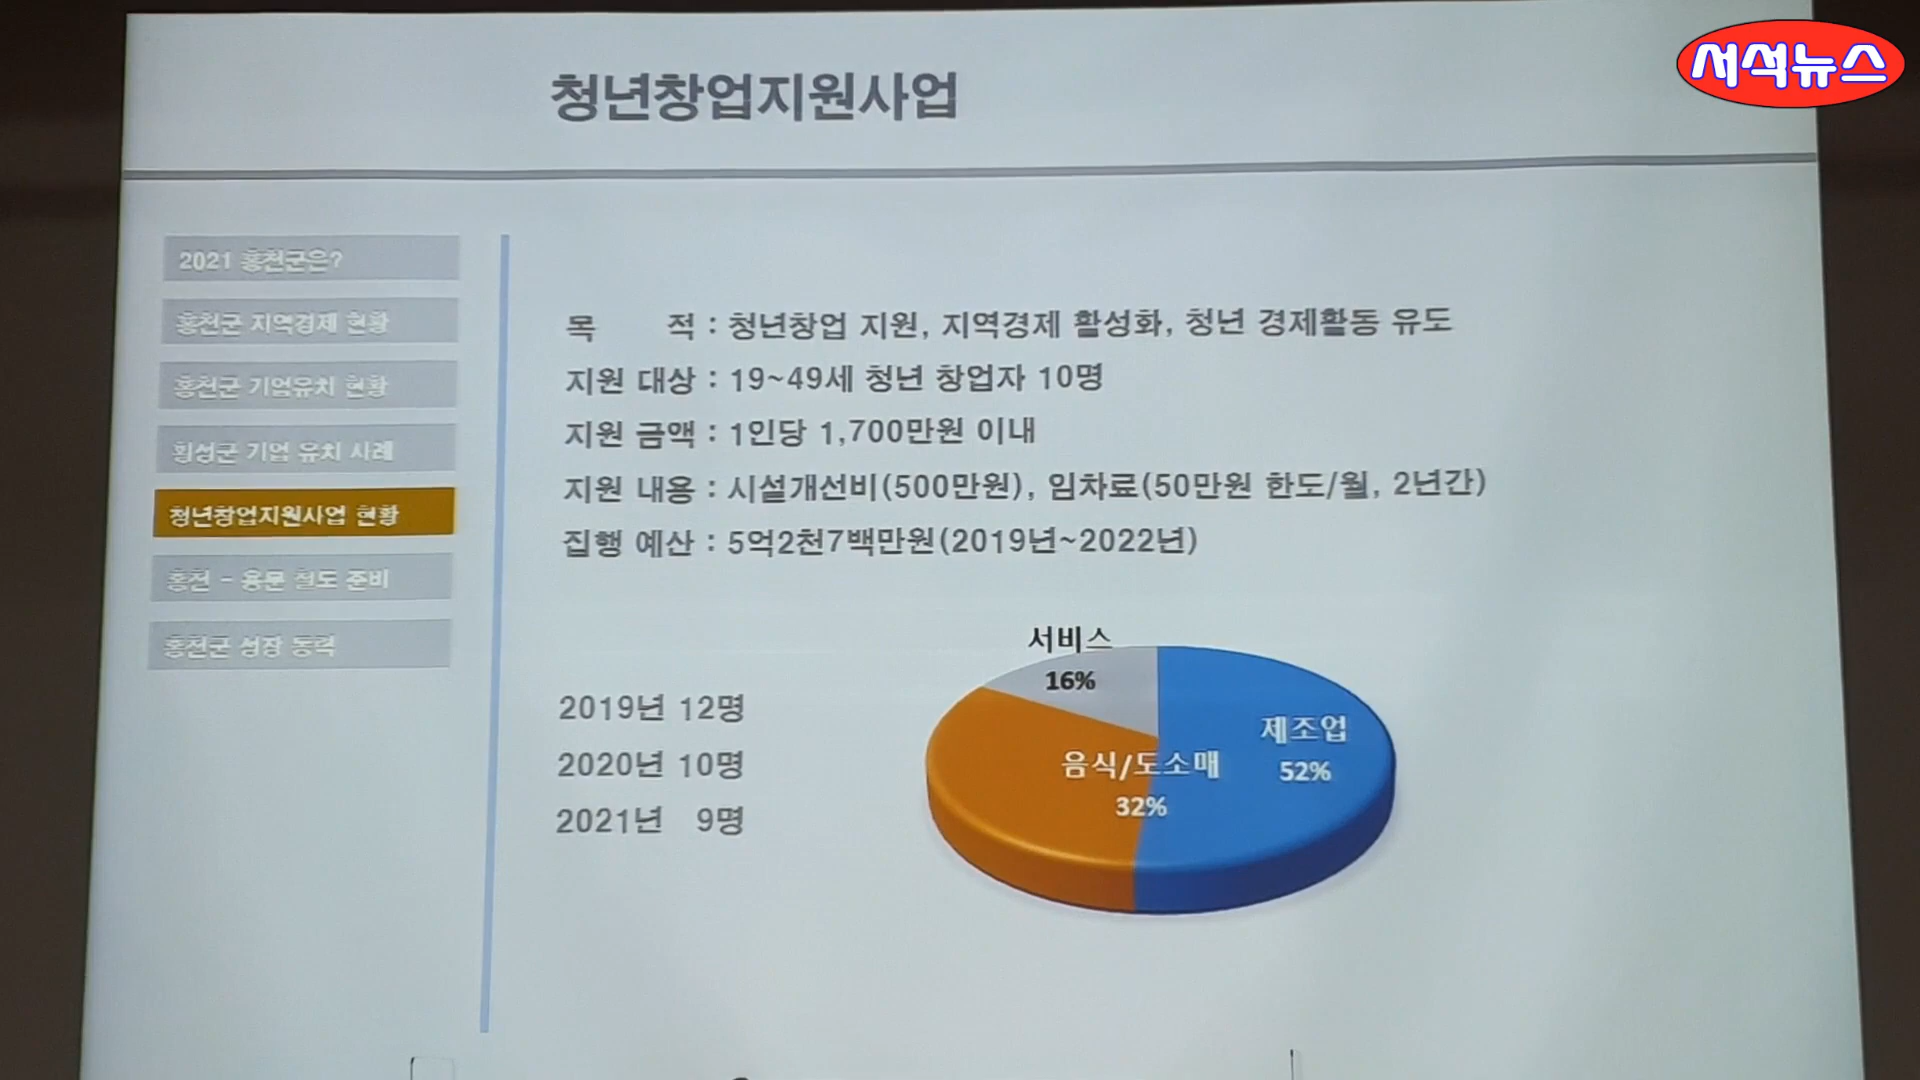 서석뉴스
청년창업지원사업
2021 홍천군은?
홍천군 지역경제 현황
홍천군 기업유치 현황
횡성군 기업 유치 사례
청년창업지원사업 현황
홍천 - 용문 철도 준비
홍천군 성장 동력
목 적 : 청년창업 지원, 지역경제 활성화, 청년 경제활동 유도
지원 대상 : 19~49세 청년 창업자 10명
지원 금액 : 1인당 1,700만원 이내
지원 내용 : 시설개선비(500만원), 임차료(50만원 한도/월, 2년간)
집행 예산 : 5억2천7백만원(2019년~2022년)
2019년 12명
2020년 10명
2021년 9명
서비스
16%
제조업
52%
음식/도소매
32%